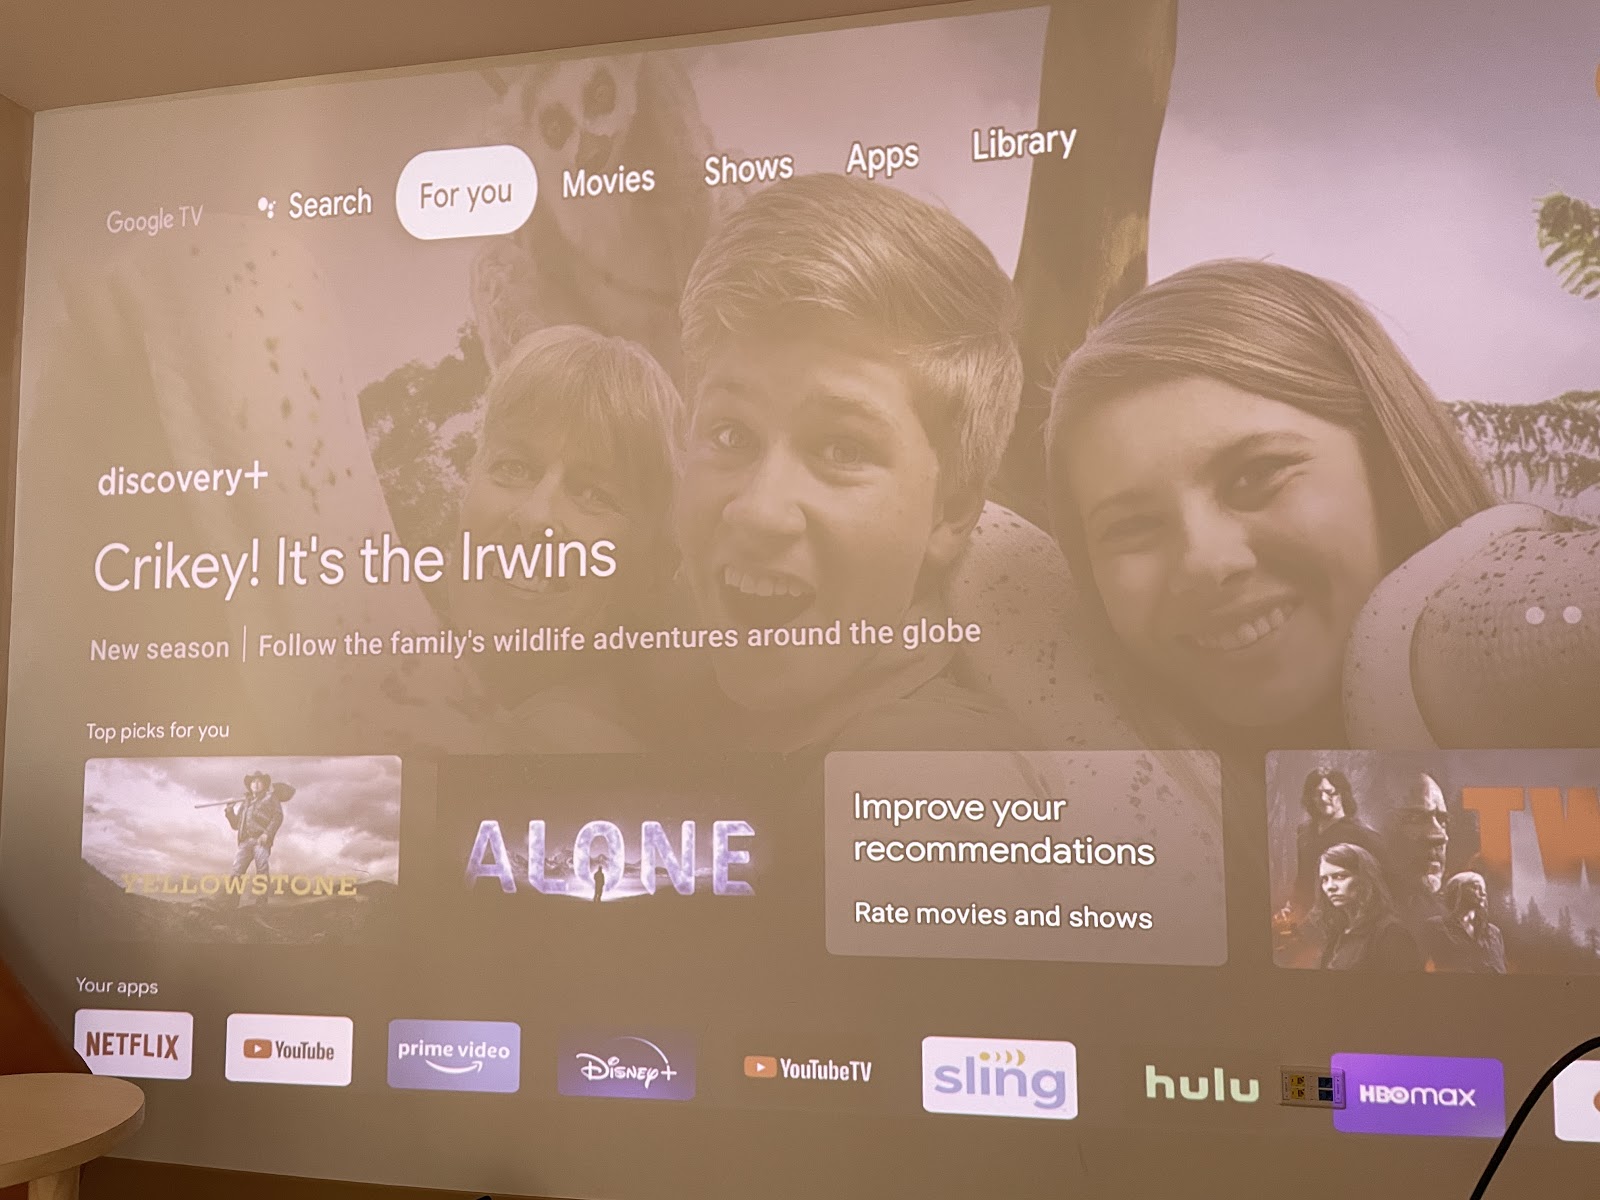 Google TV
Search
For you
Movies
Shows
Apps
Library
discovery+
Crikey! It's the Irwins
New season | Follow the family's wildlife adventures around the globe
Top picks for you
YELLOWSTONE
ALONE
Improve your
recommendations
Rate movies and shows
TW
Your apps
NETFLIX
YouTube
prime video
Disney+
YouTubeTV
sling
hulu
HBOmax